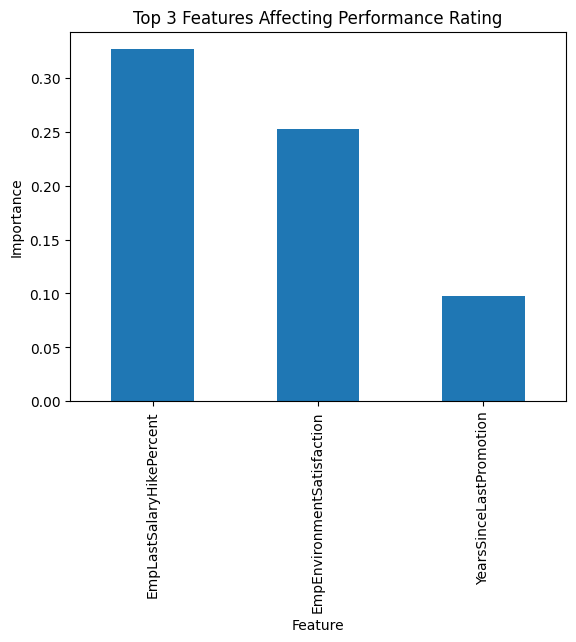 Top 3 Features Affecting Performance Rating
Importance
0.30
0.25
0.20
0.15
0.10
0.05
0.00
EmpLastSalaryHikePercent
EmpEnvironmentSatisfaction
YearsSinceLastPromotion
Feature